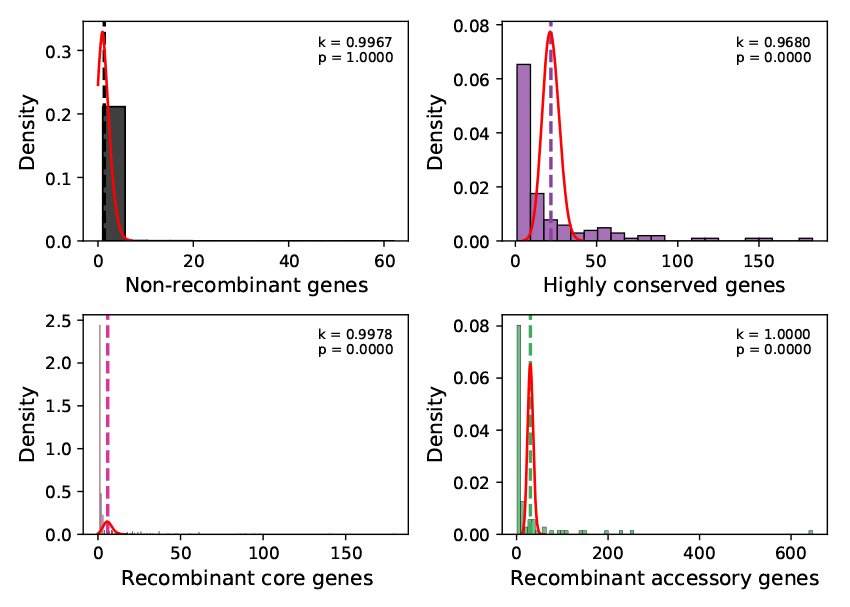 k = 0.9967
p = 1.0000
Density
0.3
0.2
0.1
0.0
0 20 40 60
Non-recombinant genes
k = 0.9680
p = 0.0000
Density
0.08
0.06
0.04
0.02
0.00
0 50 100 150
Highly conserved genes
k = 0.9978
p = 0.0000
Density
2.5
2.0
1.5
1.0
0.5
0.0
0 50 100 150
Recombinant core genes
k = 1.0000
p = 0.0000
Density
0.08
0.06
0.04
0.02
0.00
0 200 400 600
Recombinant accessory genes